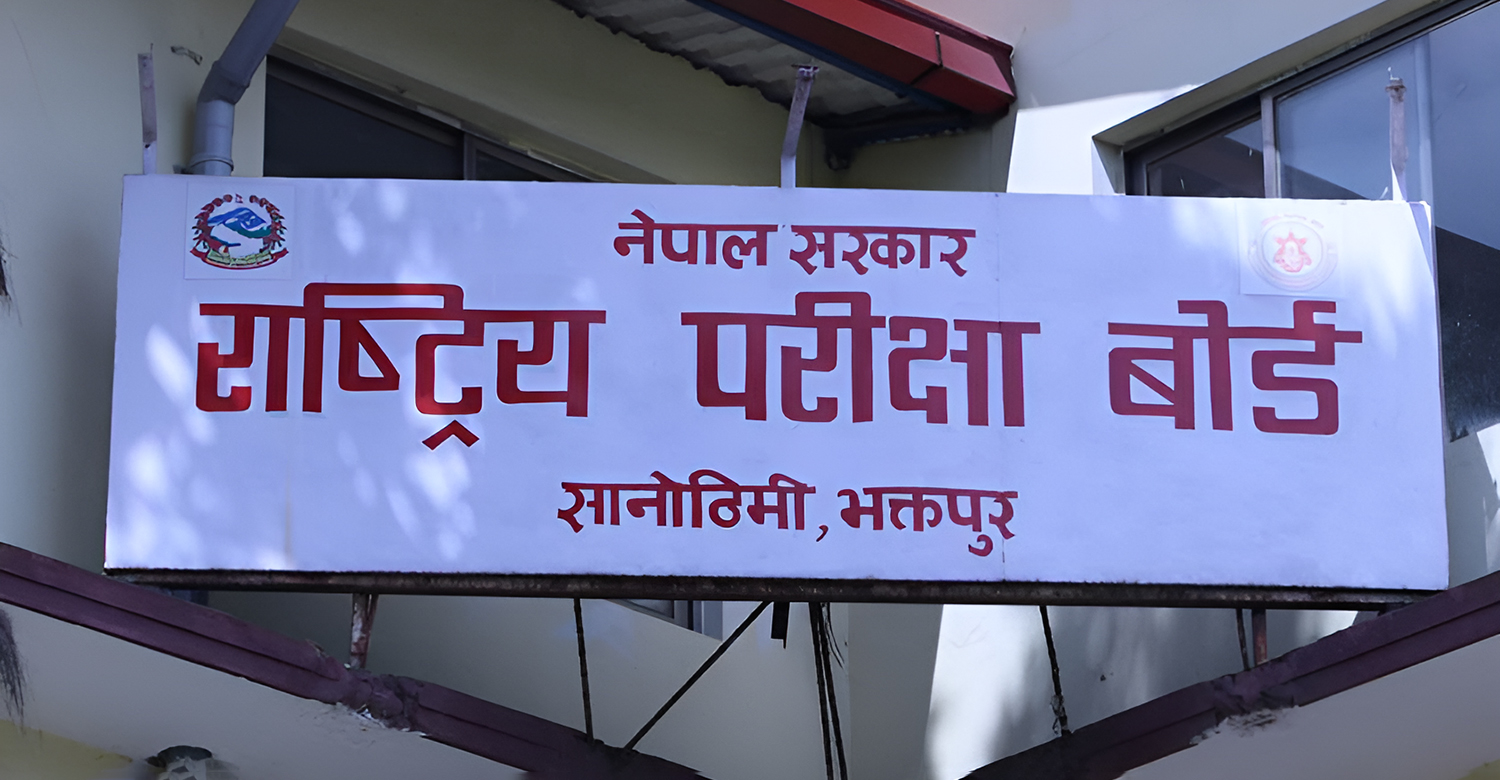 नेपाल सरकार
राष्ट्रिय परीक्षा बोर्ड
सानोठिमी, भक्तपुर